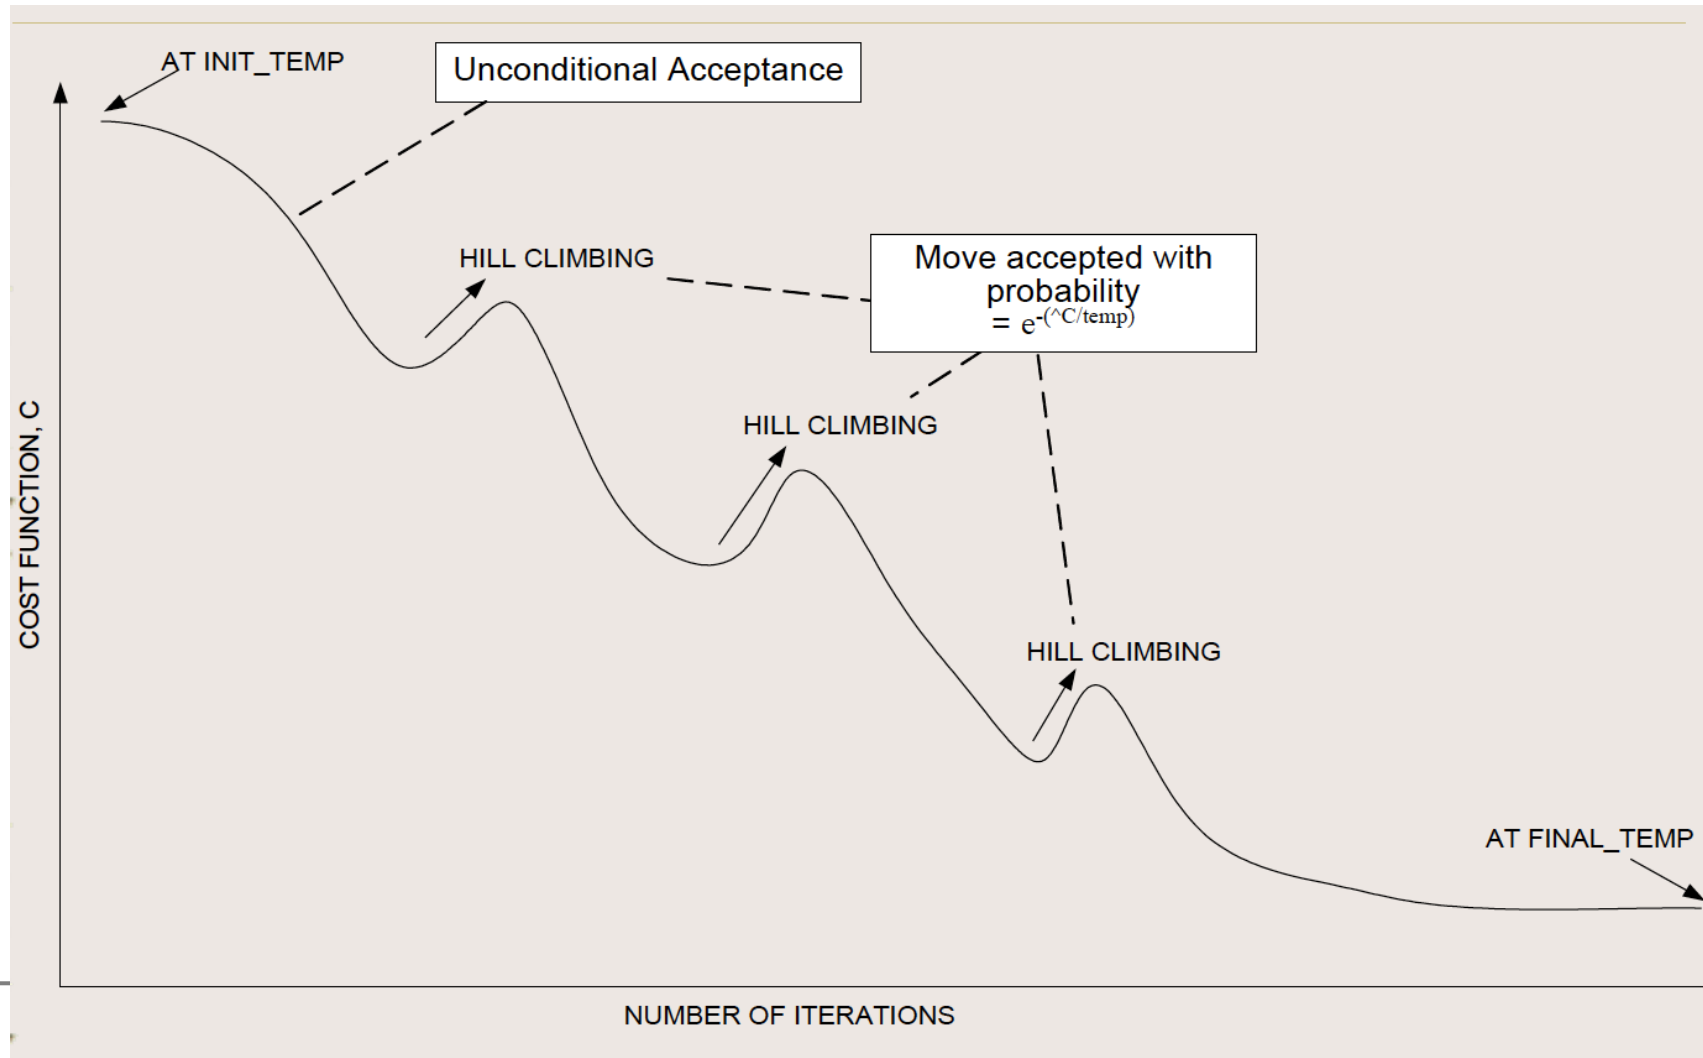 AT INIT_TEMP
Unconditional Acceptance
HILL CLIMBING
Move accepted with
probability
= e-(^C/temp)
HILL CLIMBING
COST FUNCTION, C
HILL CLIMBING
AT FINAL_TEMP
NUMBER OF ITERATIONS